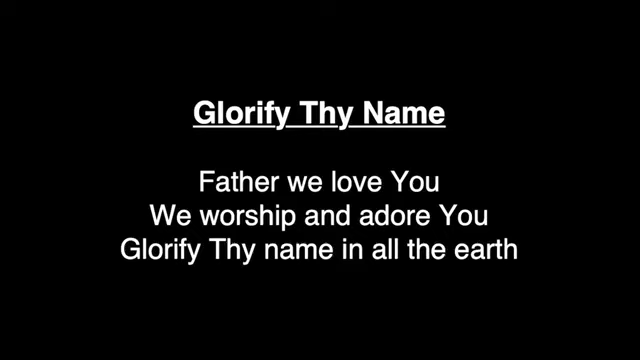 Glorify Thy Name
Father we love You
We worship and adore You
Glorify Thy name in all the earth